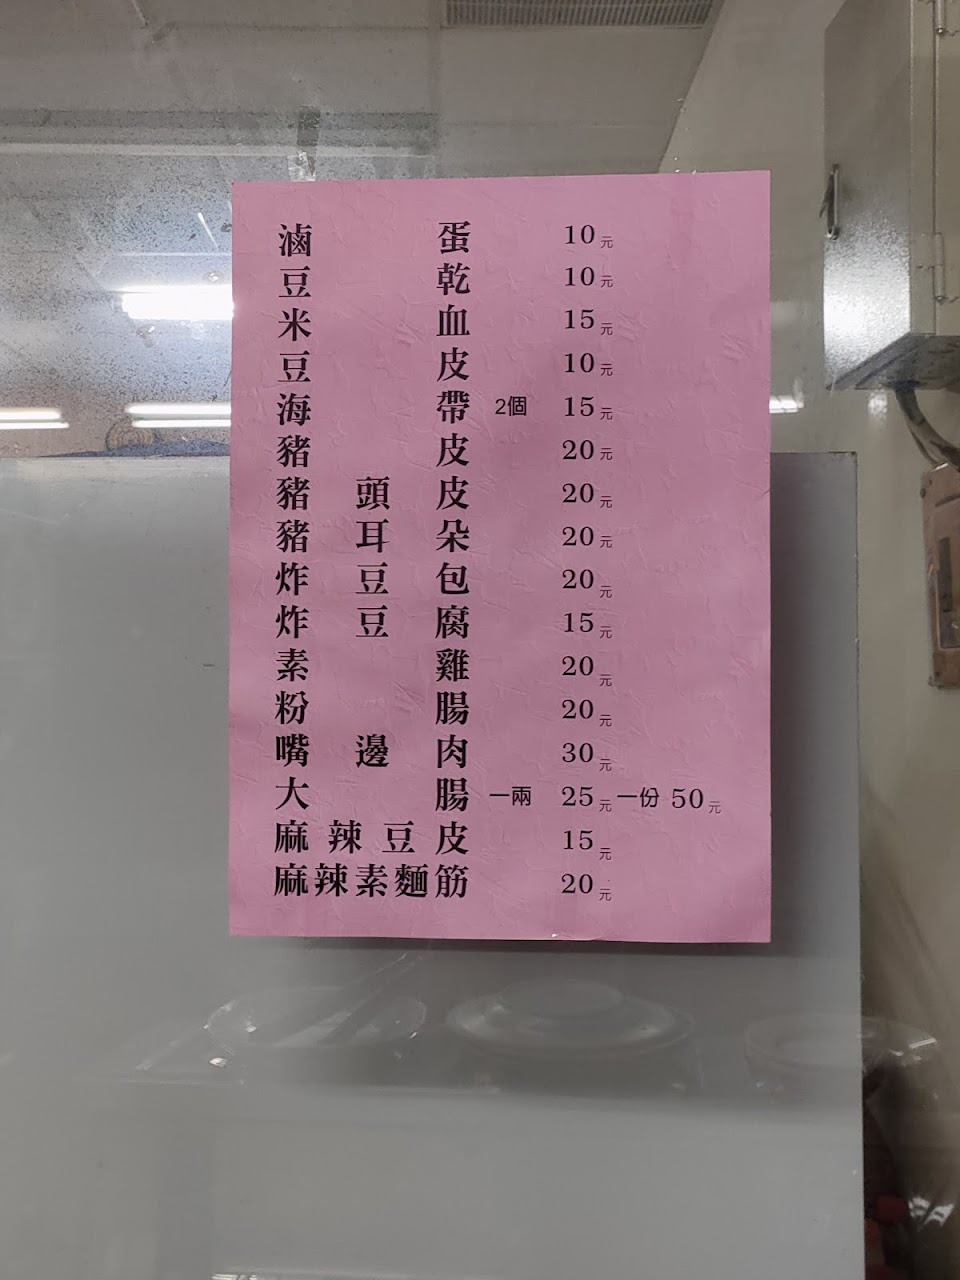 滷蛋 10元
豆乾 10元
米血 15元
豆皮 10元
海帶 2個 15元
豬皮 20元
豬頭皮 20元
豬耳朵 20元
炸豆包 20元
炸豆腐 15元
素雞 20元
粉腸 20元
嘴邊肉 30元
大腸 一兩 25元 一份 50元
麻辣豆皮 15元
麻辣素麵筋 20元